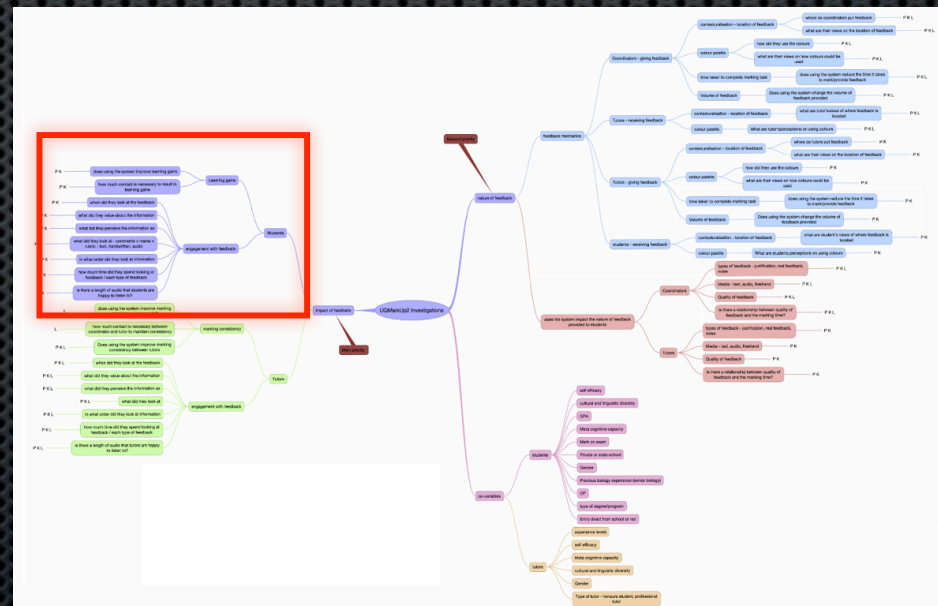 contextualisation - location of feedback
where do coordinators put feedback
P K L
what are their views on the location of feedback
P K L
Coordinators - giving feedback
colour palette
how did they use the colours
P K L
what are their views on how colours could be
used
P K L
time taken to complete marking task
does using the system reduce the time it takes
to mark/provide feedback
P K L
Volume of feedback
Does using the system change the volume of
feedback provided
P K L
Tutors - receiving feedback
contextualisation - location of feedback
what are tutor's views of where feedback is
located
P K L
colour palette
What are tutor's perceptions on using colours
P K L
feedback mechanics
Second priority
nature of feedback
Tutors - giving feedback
contextualisation - location of feedback
where do tutors put feedback
P K L
what are their views on the location of feedback
P K L
colour palette
how did they use the colours
P K L
what are their views on how colours could be
used
P K
time taken to complete marking task
does using the system reduce the time it takes
to mark/provide feedback
P K L
Volume of feedback
Does using the system change the volume of
feedback provided
P K L
students - receiving feedback
contextualisation - location of feedback
what are student's views of where feedback is
located
P K
colour palette
What are students perceptions on using colours
P K
does the system impact the nature of feedback
provided to students
Coordinators
types of feedback - justification, real feedback,
notes
P K L
Media - text, audio, freehand
P K L
Quality of feedback
P K L
Is there a relationship between quality of
feedback and the marking time?
P K L
Tutors
types of feedback - justification, real feedback,
notes
P K
Media - text, audio, freehand
P K
Quality of feedback
P K
Is there a relationship between quality of
feedback and the marking time?
P K
UQMarkUp2 Investigations
impact of feedback
Main priority
Students
Learning gains
does using the system improve learning gains
P K
how much contact is necessary to result in
learning gains
P K
engagement with feedback
when did they look at the feedback
P K
what did they value about the information
K
what did they perceive the information as
K
what did they look at - comments + marks +
rubric - text, handwritten, audio
in what order did they look at information
K
how much time did they spend looking at
feedback / each type of feedback
K
is there a length of audio that students are
happy to listen to?
K
Tutors
marking consistency
does using the system improve marking
L
how much contact is necessary between
coordinator and tutor to maintain consistency
L
Does using the system improve marking
consistency between tutors
P K L
engagement with feedback
when did they look at the feedback
P K L
what did they value about the information
P K L
what did they perceive the information as
P K L
what did they look at
P K L
in what order did they look at information
P K L
how much time did they spend looking at
feedback / each type of feedback
P K L
is there a length of audio that tutors are happy
to listen to?
P K L
co-variables
students
self efficacy
cultural and linguistic diversity
GPA
Meta cognitive capacity
Mark on exam
Private or state school
Gender
Previous biology experience (senior biology)
OP
type of degree/program
Entry direct from school or not
tutors
experience levels
self efficacy
Meta cognitive capacity
cultural and linguistic diversity
Gender
Type of tutor - honours student, professional
tutor